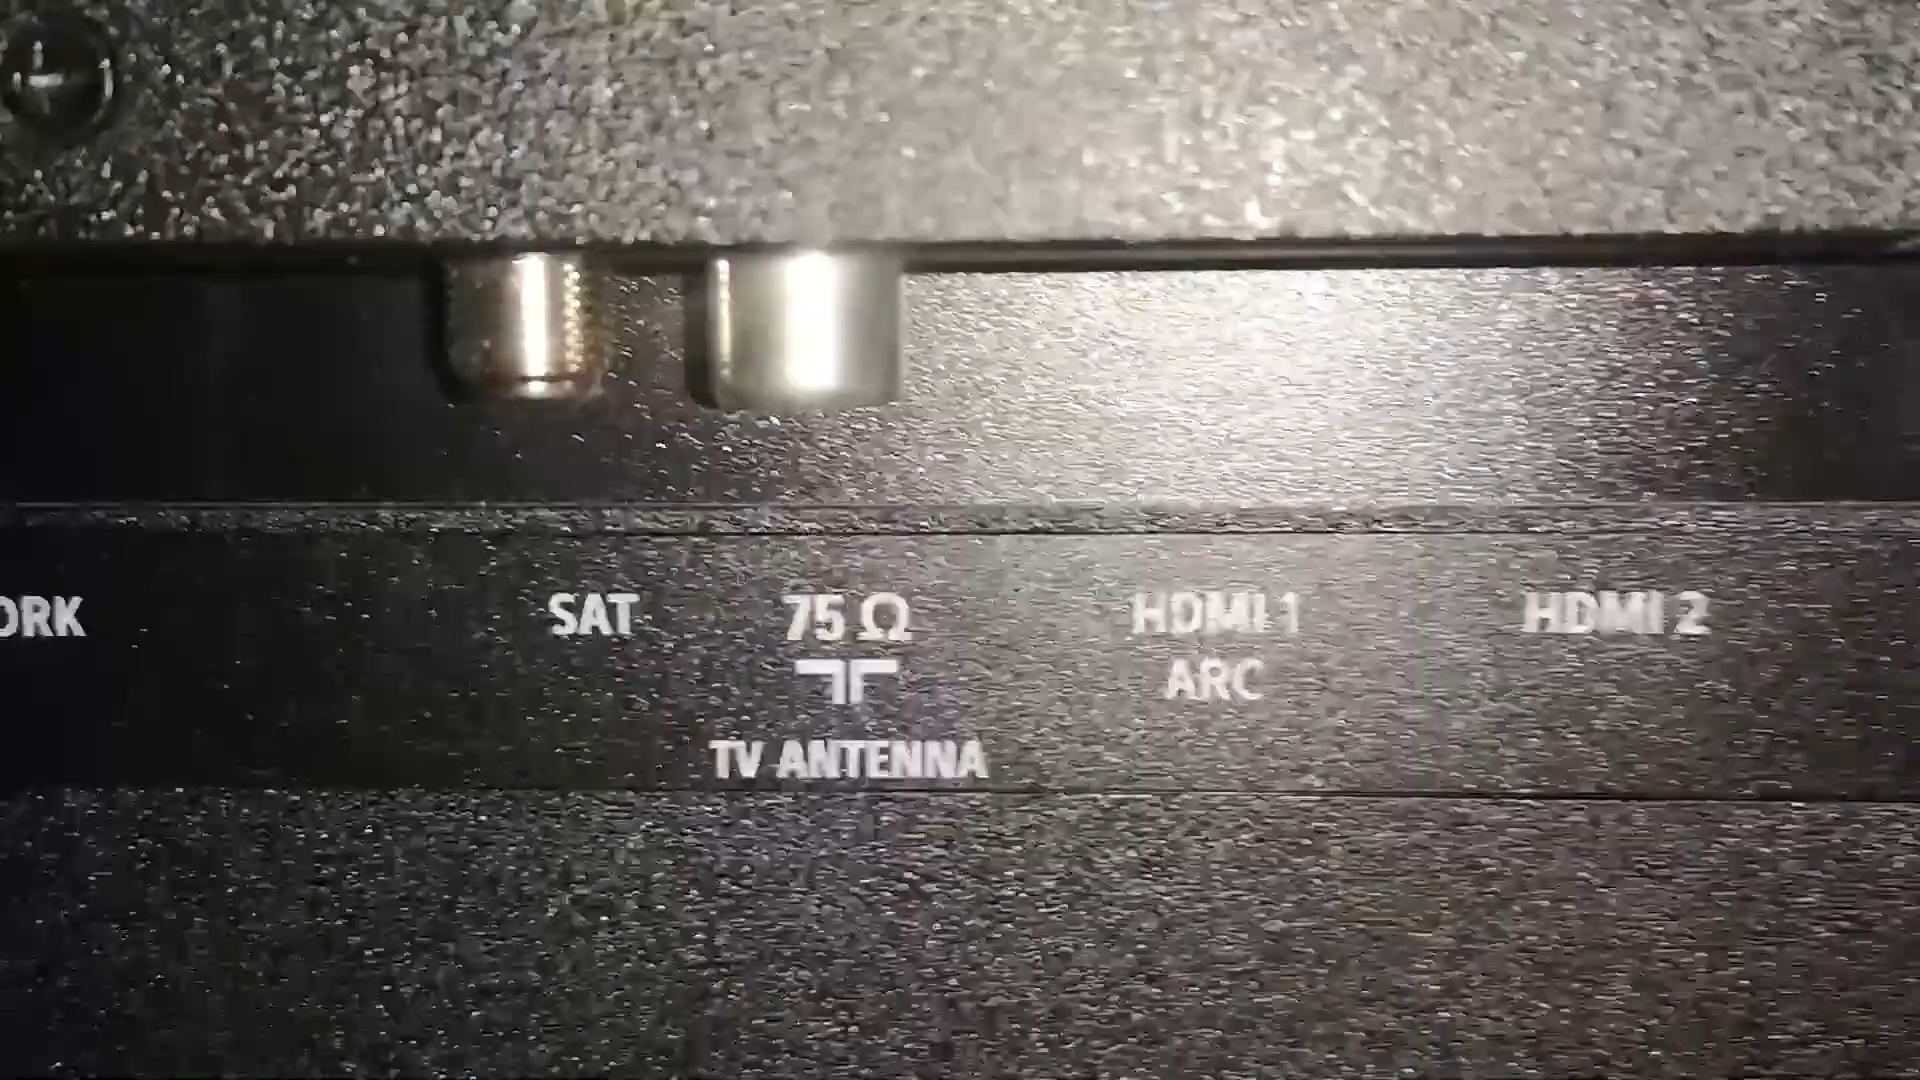 ORK SAT 75 Ω HDMI 1 HDMI 2
ARC
TV ANTENNA